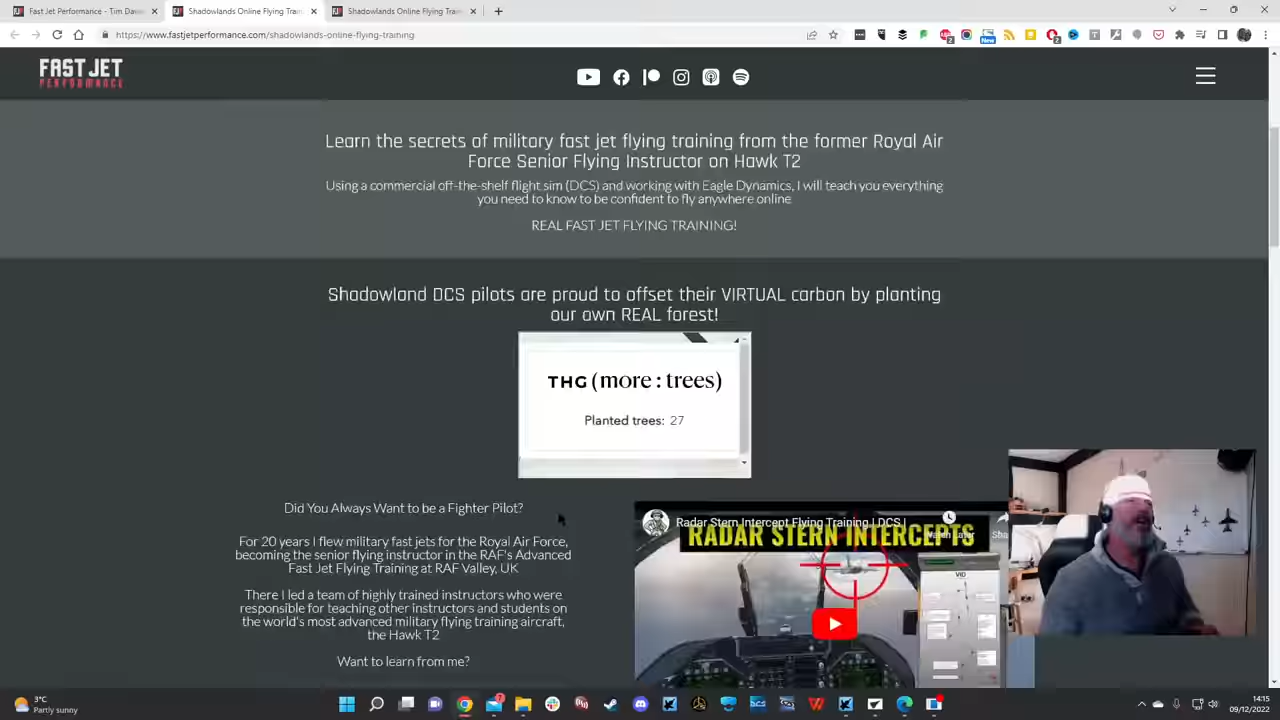 Fast Jet Performance - Tim Davie
Shadowlands Online Flying Train
Shadowlands Online Flying Train
https://www.fastjetperformance.com/shadowlands-online-flying-training
FAST JET
PERFORMANCE
Learn the secrets of military fast jet flying training from the former Royal Air
Force Senior Flying Instructor on Hawk T2
Using a commercial off-the-shelf flight sim (DCS) and working with Eagle Dynamics, I will teach you everything
you need to know to be confident to fly anywhere online
REAL FAST JET FLYING TRAINING!
Shadowland DCS pilots are proud to offset their VIRTUAL carbon by planting
our own REAL forest!
THG (more : trees)
Planted trees: 27
Did You Always Want to be a Fighter Pilot?
For 20 years I flew military fast jets for the Royal Air Force,
becoming the senior flying instructor in the RAF's Advanced
Fast Jet Flying Training at RAF Valley, UK
There I led a team of highly trained instructors who were
responsible for teaching other instructors and students on
the world's most advanced military flying training aircraft,
the Hawk T2
Want to learn from me?
Radar Stern Intercept Flying Training | DCS |
RADAR STERN INTERCEPTS
Watch Later
Sha
VID
3°C
Partly sunny
14:15
09/12/2022